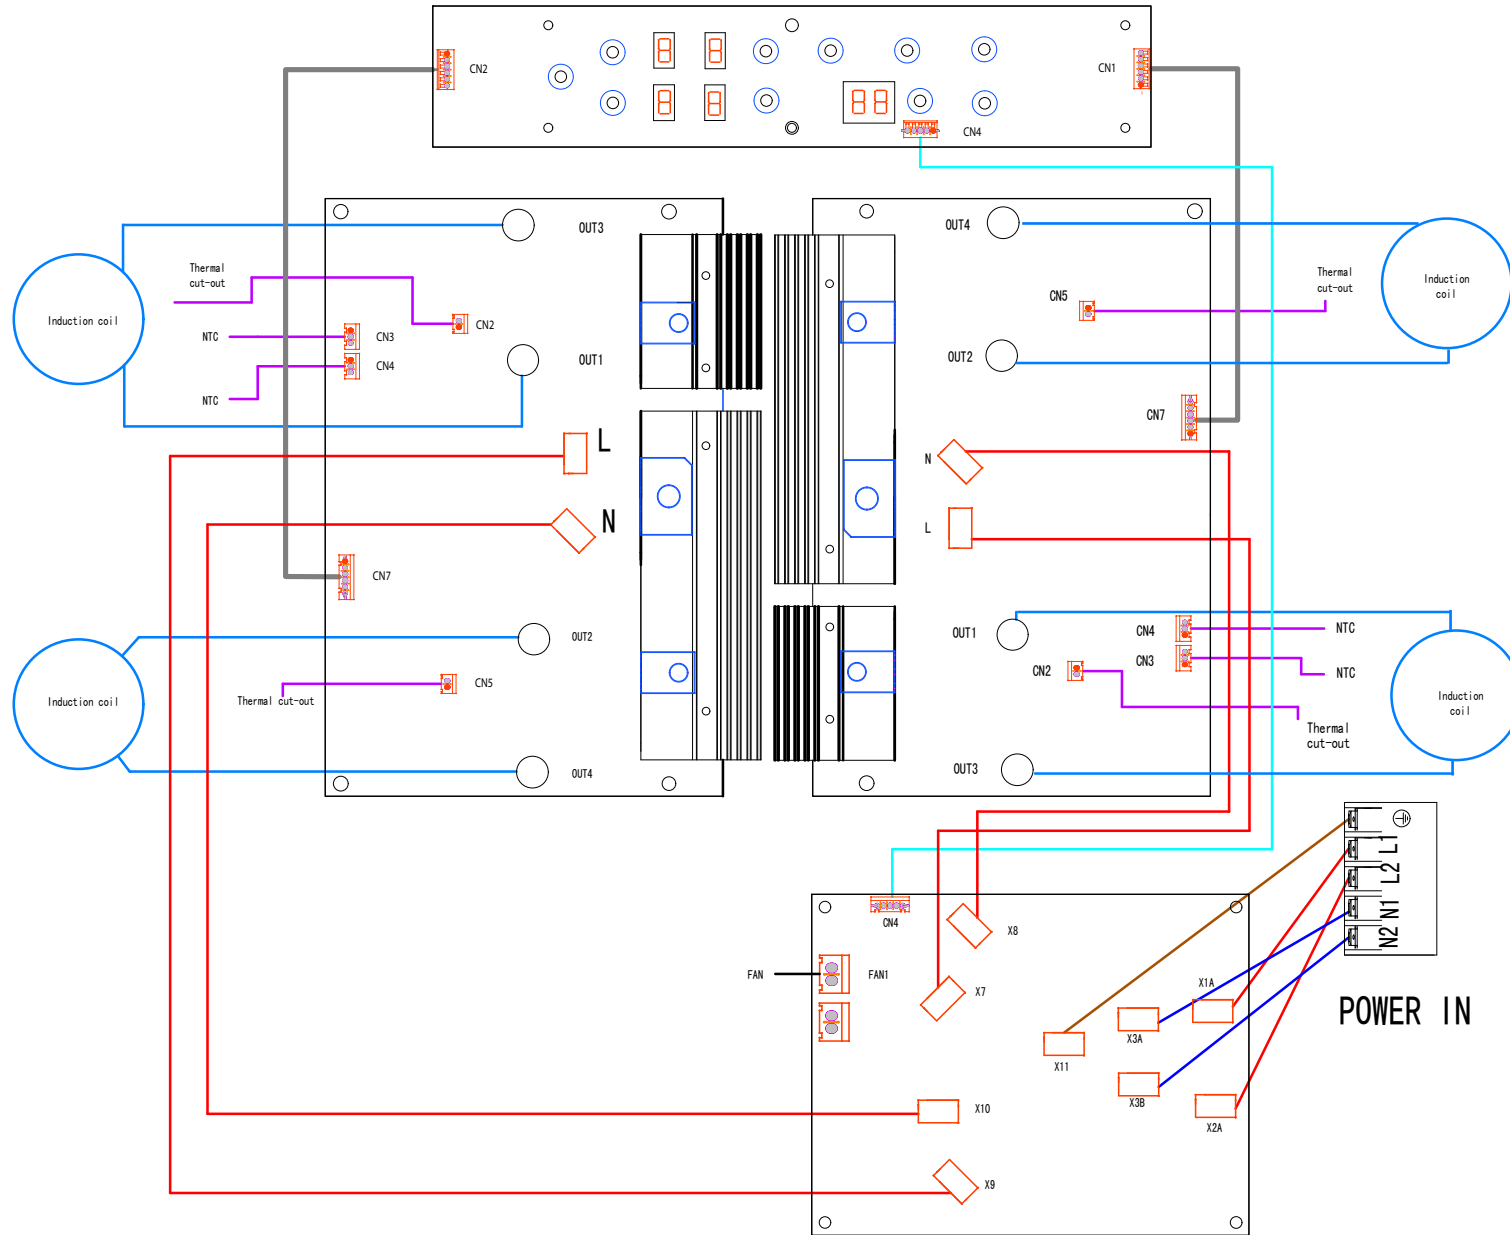 CN2
CN1
CN4
OUT3
OUT4
Thermal
cut-out
Thermal
cut-out
Induction coil
Induction
coil
CN5
CN2
NTC
CN3
OUT1
OUT2
CN4
NTC
CN7
L
N
N
L
CN7
OUT2
OUT1
CN4
NTC
CN3
NTC
CN2
CN5
Thermal cut-out
Induction coil
Induction
coil
Thermal
cut-out
OUT4
OUT3
L1
L2
N1
N2
POWER IN
CN4
X8
FAN
FAN1
X7
X1A
X3A
X11
X3B
X2A
X10
X9